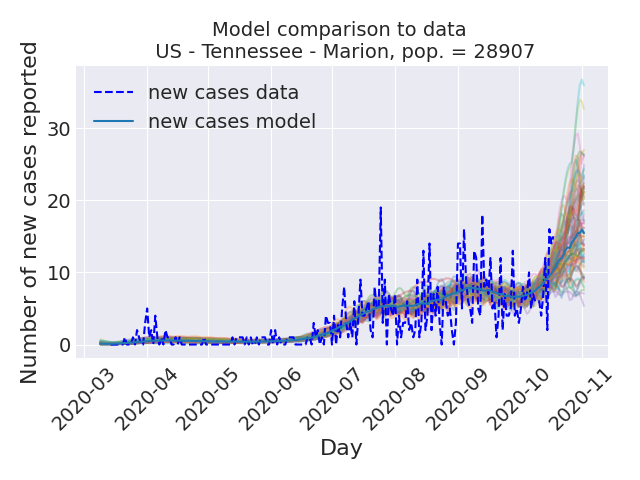 Model comparison to data
US - Tennessee - Marion, pop. = 28907
new cases data
new cases model
Number of new cases reported
30
20
10
0
2020-03
2020-04
2020-05
2020-06
2020-07
2020-08
2020-09
2020-10
2020-11
Day